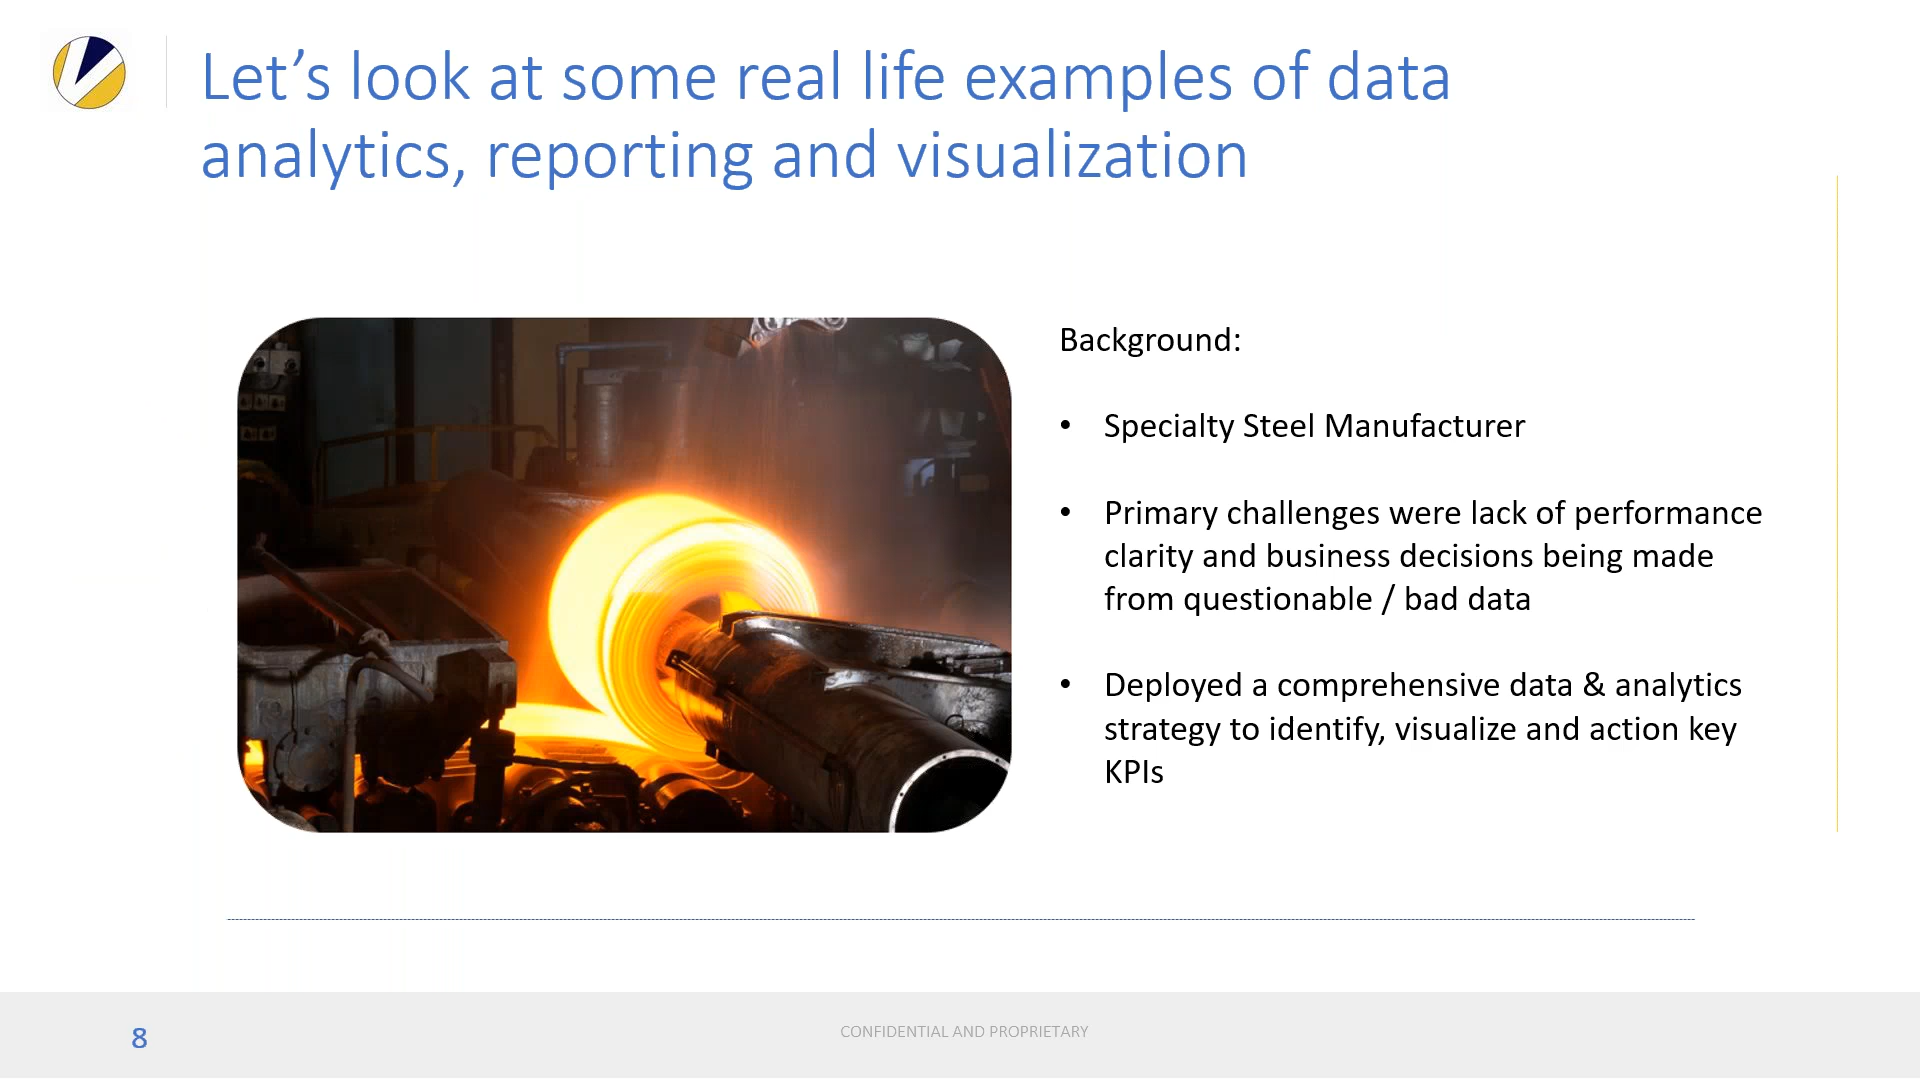 Let’s look at some real life examples of data
analytics, reporting and visualization
Background:
• Specialty Steel Manufacturer
• Primary challenges were lack of performance
clarity and business decisions being made
from questionable / bad data
• Deployed a comprehensive data & analytics
strategy to identify, visualize and action key
KPIs
8
CONFIDENTIAL AND PROPRIETARY